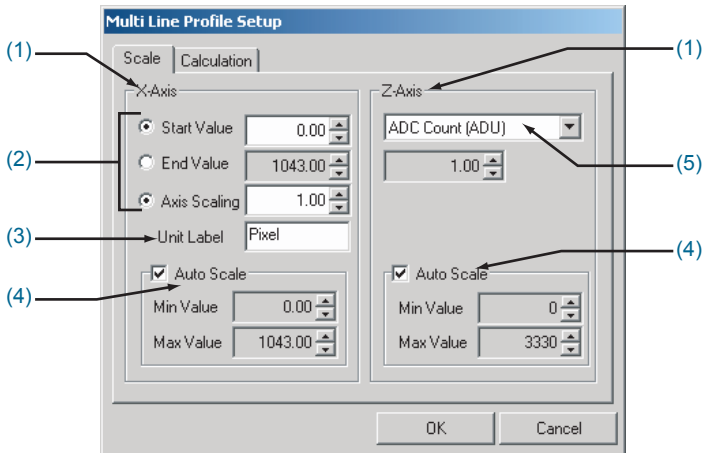 Multi Line Profile Setup
Scale Calculation
(1) (1)
X-Axis Z-Axis
(2)
Start Value 0.00
End Value 1043.00
Axis Scaling 1.00
ADC Count (ADU)
1.00
(5)
(3) Unit Label Pixel
(4) (4)
Auto Scale
Min Value 0.00
Max Value 1043.00
Auto Scale
Min Value 0
Max Value 3330
OK Cancel